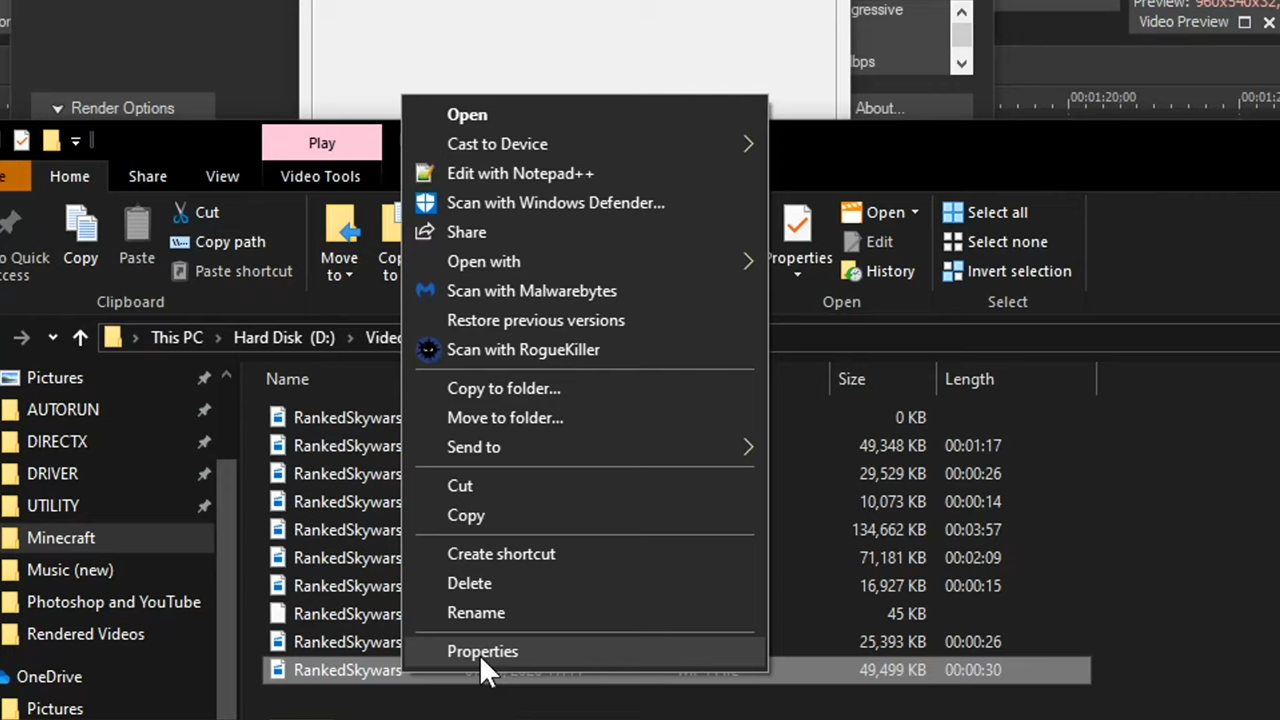 Preview: 960x540x32,
gressive
Video Preview
bps
Render Options
About...
00:01:20;00
00:01:2
Play
Home
Share
View
Video Tools
Cut
Copy path
Paste shortcut
Copy
Paste
o Quick
cess
Move
to
Co
to
Properties
Open
Edit
History
Select all
Select none
Invert selection
Clipboard
Open
Select
Open
Cast to Device
Edit with Notepad++
Scan with Windows Defender...
Share
Open with
Scan with Malwarebytes
Restore previous versions
Scan with RogueKiller
Copy to folder...
Move to folder...
Send to
Cut
Copy
Create shortcut
Delete
Rename
Properties
This PC
Hard Disk (D:)
Video
Pictures
AUTORUN
DIRECTX
DRIVER
UTILITY
Minecraft
Music (new)
Photoshop and YouTube
Rendered Videos
OneDrive
Pictures
Name
Size
Length
RankedSkywars
0 KB
RankedSkywars
49,348 KB
00:01:17
RankedSkywars
29,529 KB
00:00:26
RankedSkywars
10,073 KB
00:00:14
RankedSkywars
134,662 KB
00:03:57
RankedSkywars
71,181 KB
00:02:09
RankedSkywars
16,927 KB
00:00:15
RankedSkywars
45 KB
RankedSkywars
25,393 KB
00:00:26
RankedSkywars
49,499 KB
00:00:30